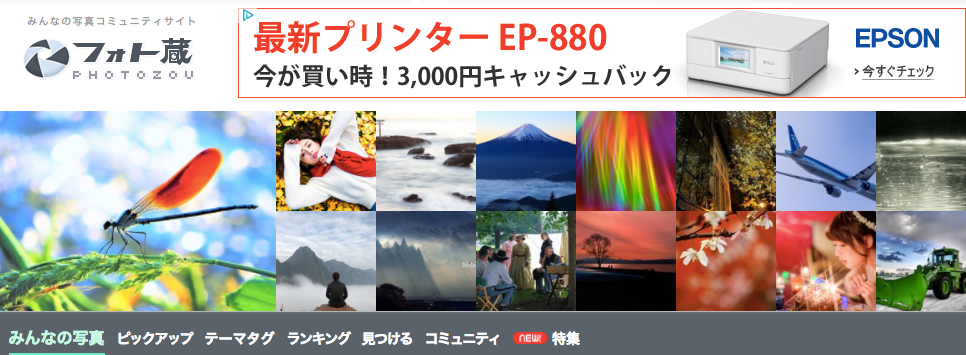 みんなの写真コミュニティサイト
フォト蔵
PHOTOZOU
最新プリンター EP-880
今が買い時！3,000円キャッシュバック
EPSON
EPSON
› 今すぐチェック
みんなの写真 ピックアップ テーマタグ ランキング 見つける コミュニティ NEW! 特集